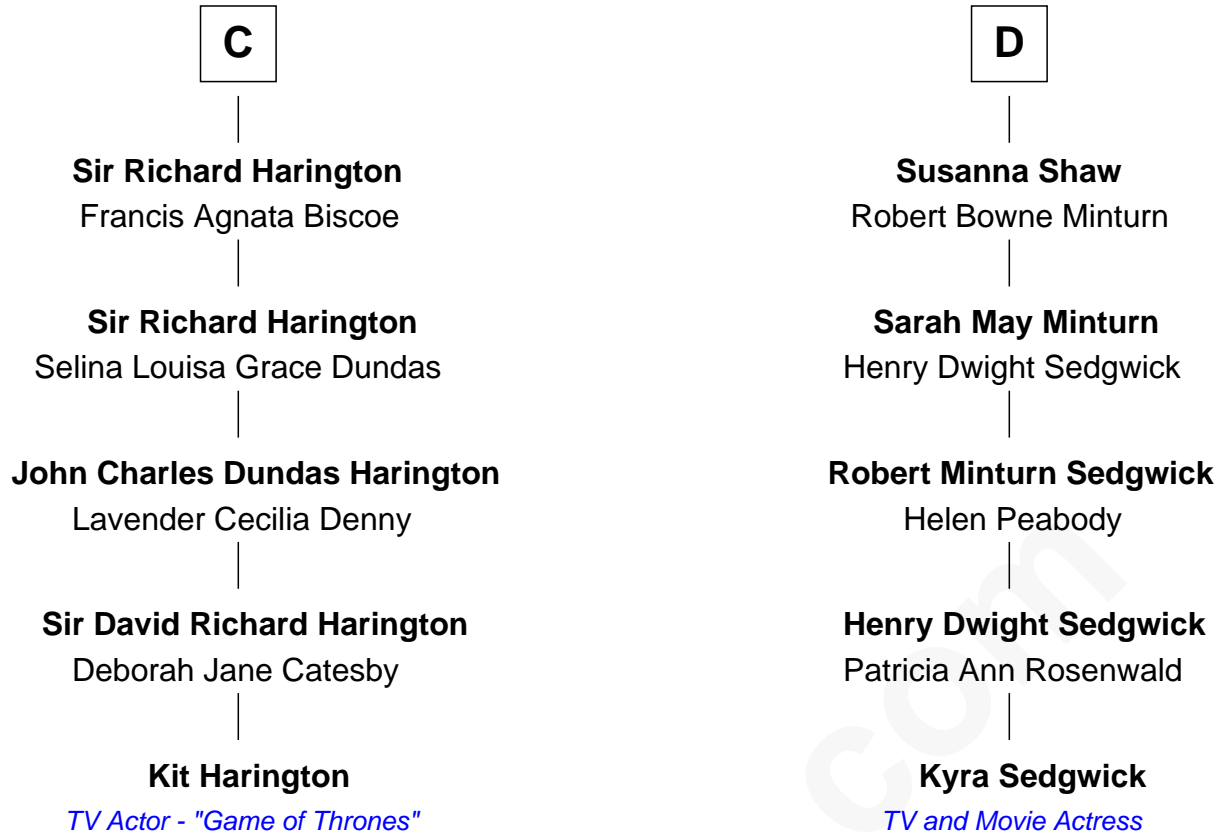 C
Sir Richard Harington
Francis Agnata Biscoe
Sir Richard Harington
Selina Louisa Grace Dundas
John Charles Dundas Harington
Lavender Cecilia Denny
Sir David Richard Harington
Deborah Jane Catesby
Kit Harington
TV Actor - "Game of Thrones"
D
Susanna Shaw
Robert Bowne Minturn
Sarah May Minturn
Henry Dwight Sedgwick
Robert Minturn Sedgwick
Helen Peabody
Henry Dwight Sedgwick
Patricia Ann Rosenwald
Kyra Sedgwick
TV and Movie Actress
com